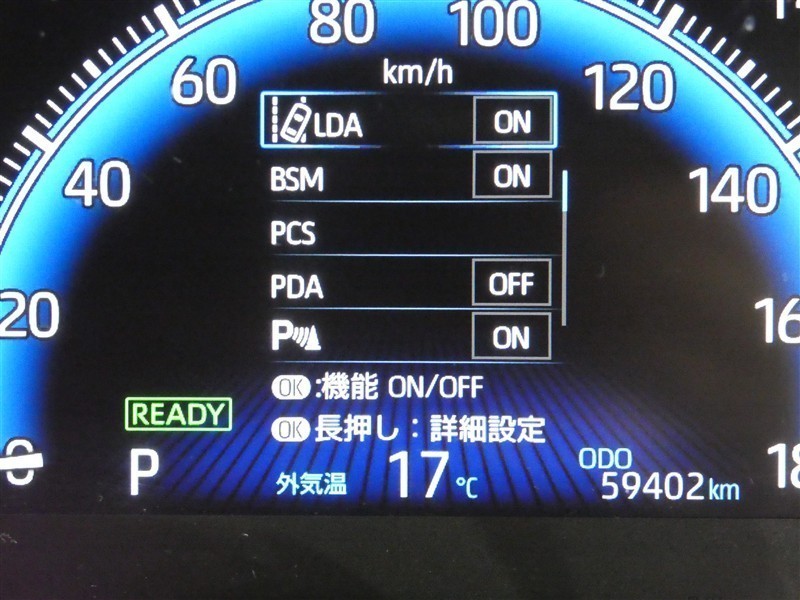 80 100
km/h
60 120
LDA ON
BSM ON
40 140
PCS
PDA OFF
20
P ON
OK:機能 ON/OFF
READY
OK長押し：詳細設定
0 P
外気温 17℃
ODO
59402km